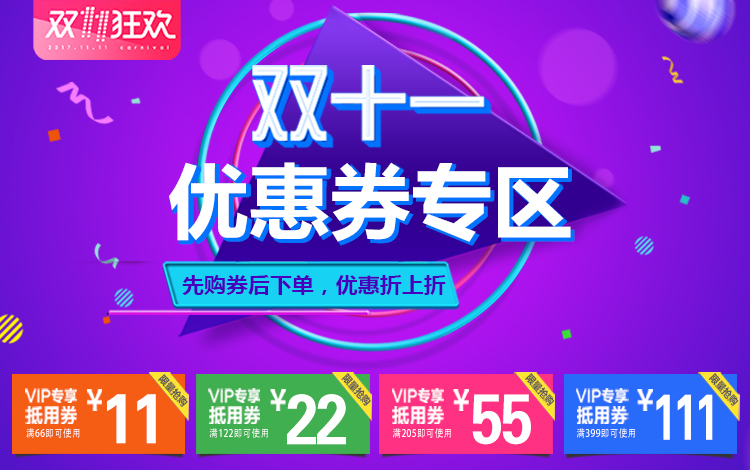 双11狂欢
2017.11.11 carnival
双十一
优惠券专区
先购券后下单，优惠折上折
VIP专享
抵用券
满66即可使用
¥11
限量抢购
VIP专享
抵用券
满122即可使用
¥22
限量抢购
VIP专享
抵用券
满205即可使用
¥55
限量抢购
VIP专享
抵用券
满399即可使用
¥111
限量抢购